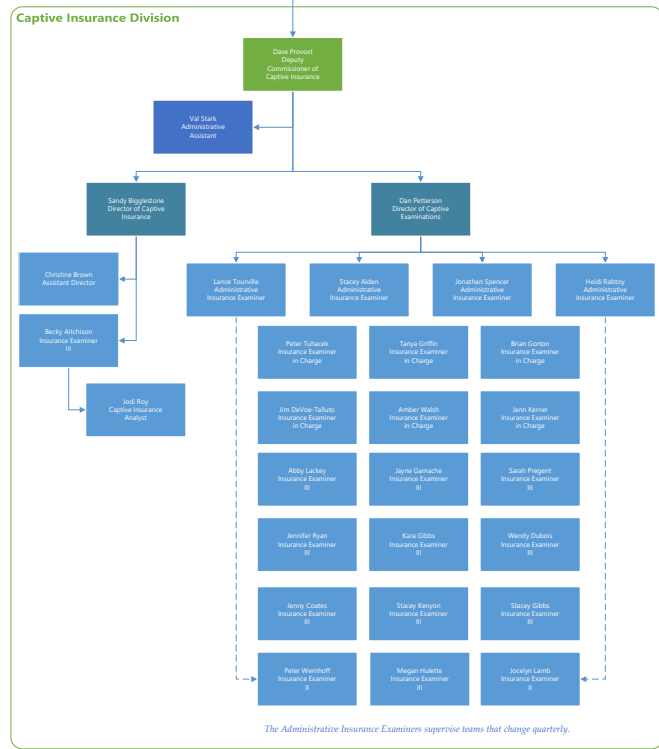 Captive Insurance Division
Dave Provost
Deputy
Commissioner of
Captive Insurance
Val Stark
Administrative
Assistant
Sandy Bigglestone
Director of Captive
Insurance
Dan Petterson
Director of Captive
Examinations
Christine Brown
Assistant Director
Lance Tourville
Administrative
Insurance Examiner
Stacey Alden
Administrative
Insurance Examiner
Jonathan Spencer
Administrative
Insurance Examiner
Heidi Rabtoy
Administrative
Insurance Examiner
Becky Aitchison
Insurance Examiner
III
Jodi Roy
Captive Insurance
Analyst
Peter Tuhacek
Insurance Examiner
in Charge
Tanya Griffin
Insurance Examiner
in Charge
Brian Gorton
Insurance Examiner
in Charge
Jim DeVoe-Talluto
Insurance Examiner
in Charge
Amber Walsh
Insurance Examiner
in Charge
Jenn Kerner
Insurance Examiner
in Charge
Abby Lackey
Insurance Examiner
III
Jayne Gamache
Insurance Examiner
III
Sarah Pregent
Insurance Examiner
III
Jennifer Ryan
Insurance Examiner
III
Kara Gibbs
Insurance Examiner
III
Wendy Dubois
Insurance Examiner
III
Jenny Coates
Insurance Examiner
III
Stacey Kenyon
Insurance Examiner
III
Stacey Gibbs
Insurance Examiner
III
Peter Wernhoff
Insurance Examiner
II
Megan Hulette
Insurance Examiner
III
Jocelyn Lamb
Insurance Examiner
II
The Administrative Insurance Examiners supervise teams that change quarterly.